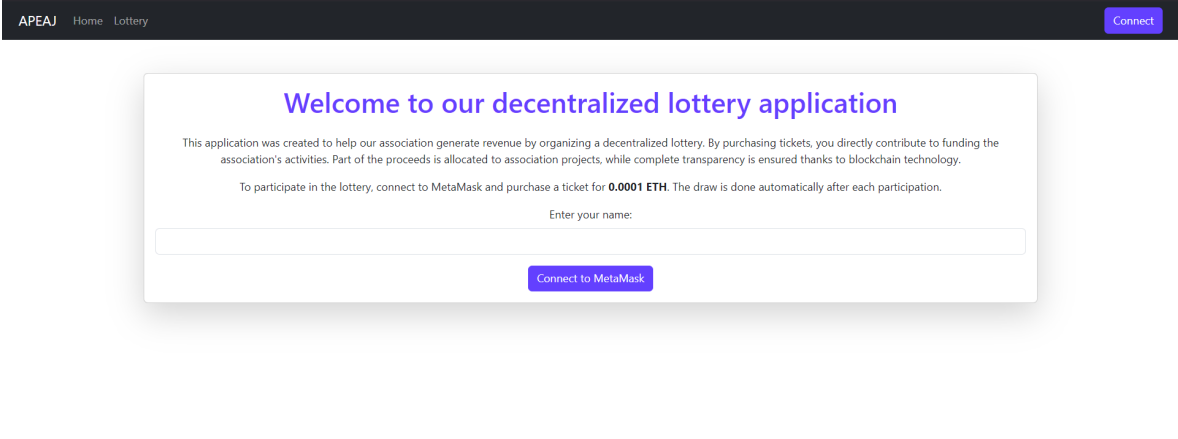 APEAJ Home Lottery Connect
Welcome to our decentralized lottery application
This application was created to help our association generate revenue by organizing a decentralized lottery. By purchasing tickets, you directly contribute to funding the
association's activities. Part of the proceeds is allocated to association projects, while complete transparency is ensured thanks to blockchain technology.
To participate in the lottery, connect to MetaMask and purchase a ticket for 0.0001 ETH. The draw is done automatically after each participation.
Enter your name:
Connect to MetaMask